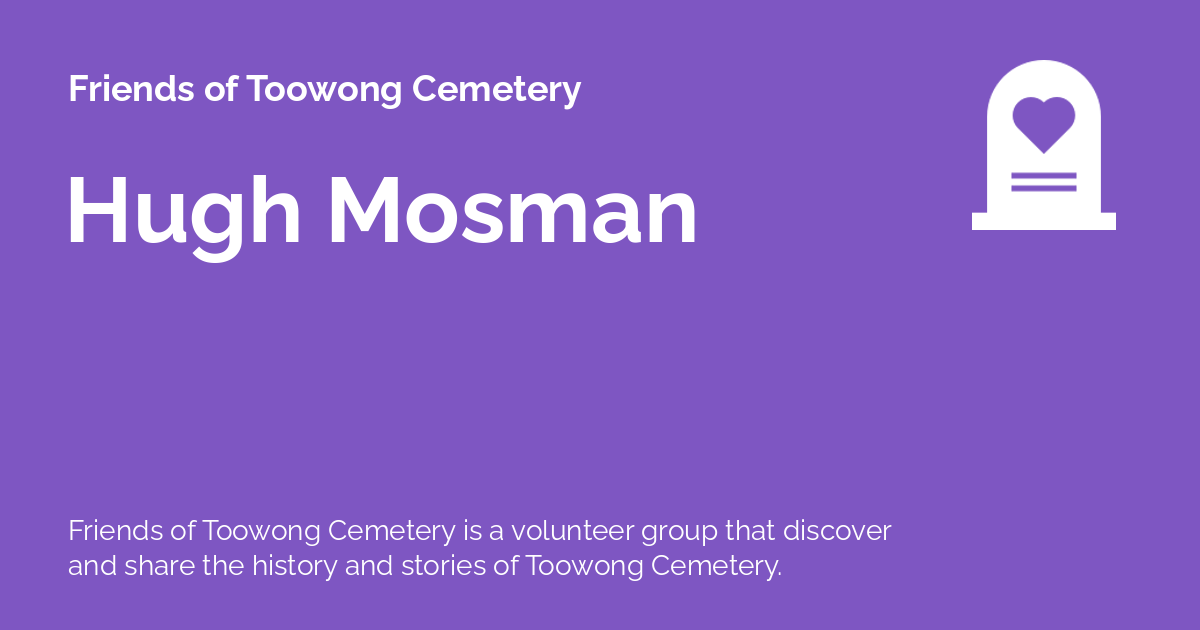 Friends of Toowong Cemetery
Hugh Mosman
Friends of Toowong Cemetery is a volunteer group that discover
and share the history and stories of Toowong Cemetery.